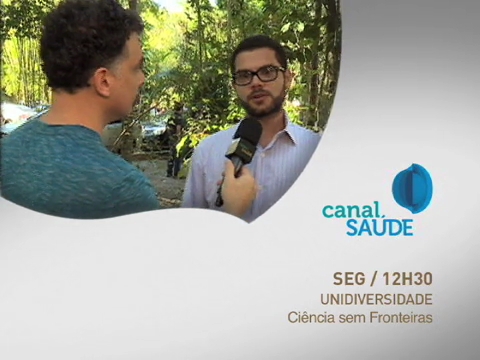 canal
SAÚDE
SEG / 12H30
UNIDIVERSIDADE
Ciência sem Fronteiras